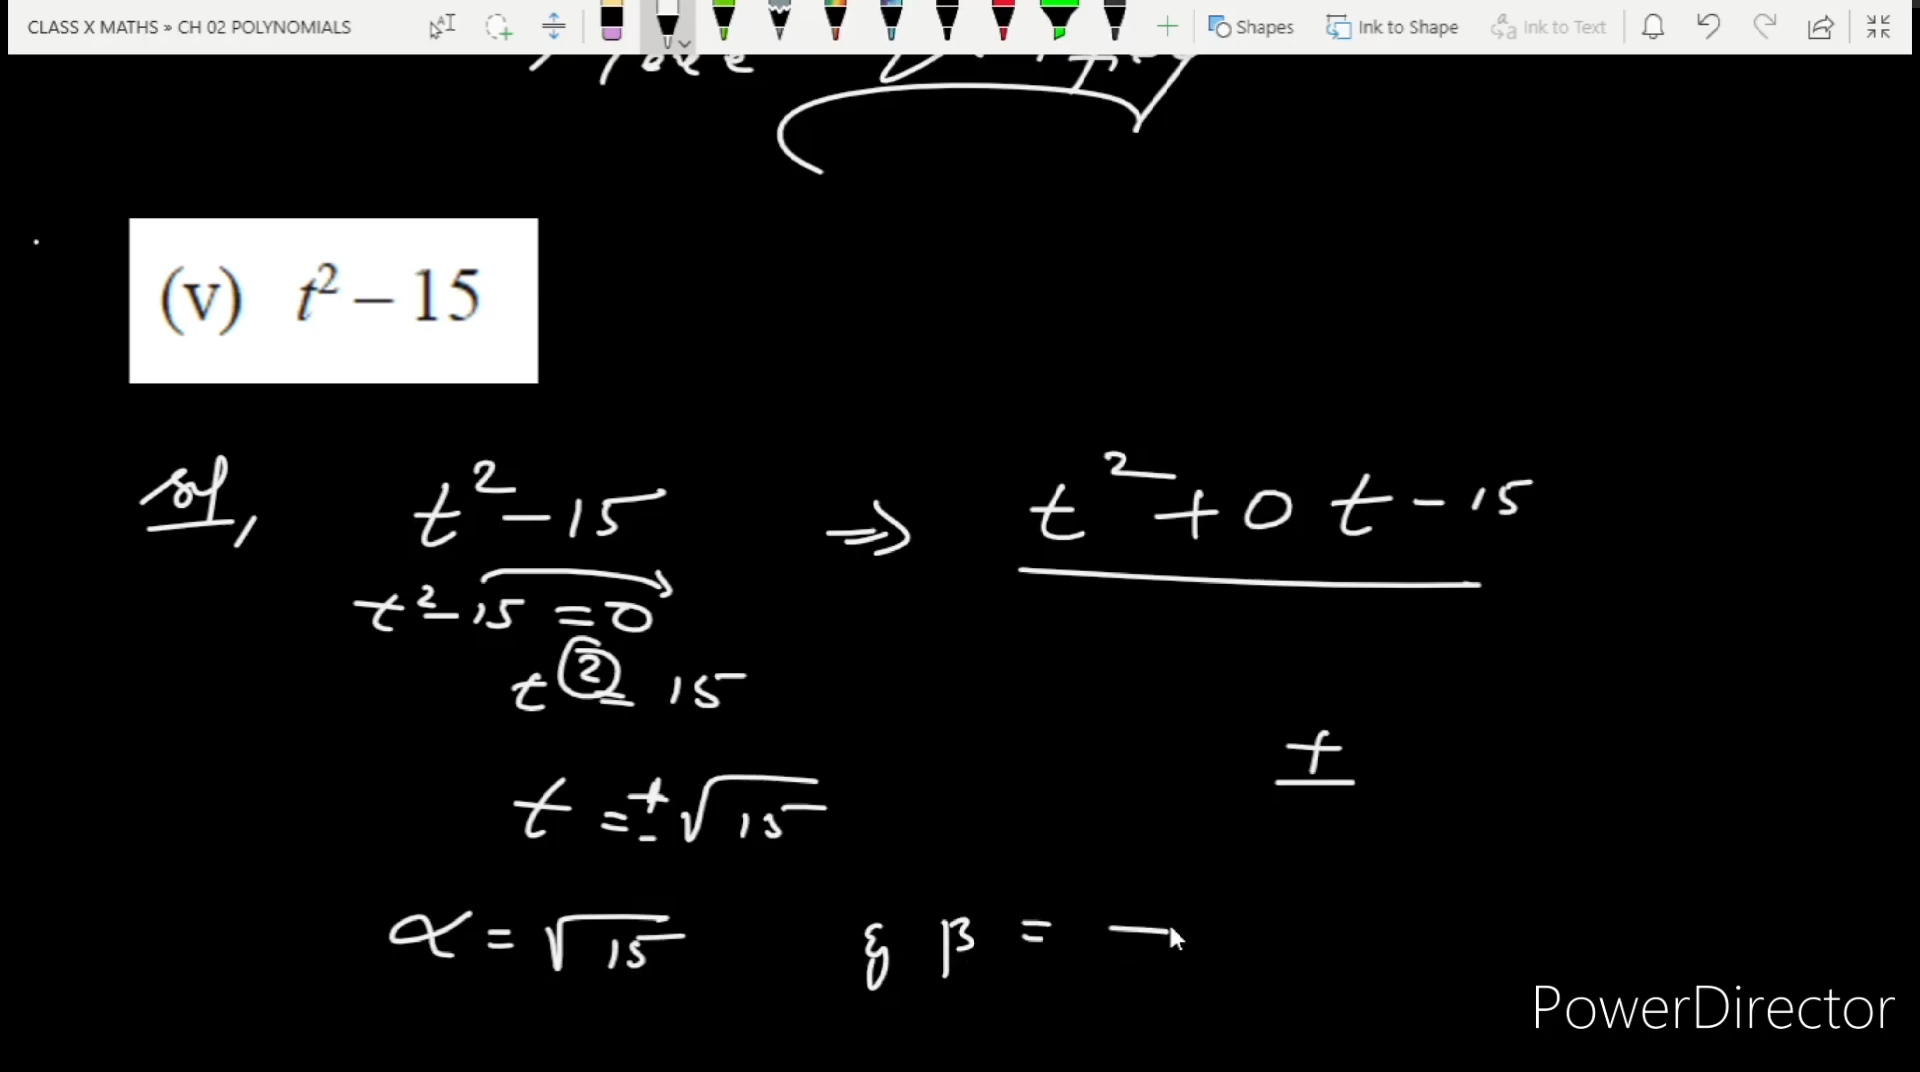 CLASS X MATHS » CH 02 POLYNOMIALS Shapes Ink to Shape Ink to Text
(v) t² – 15
Sol, t² – 15 ⇒ t² + 0 t – 15
t² – 15 = 0
t² = 15
±
t = ± √15
α = √15 & β = –
PowerDirector